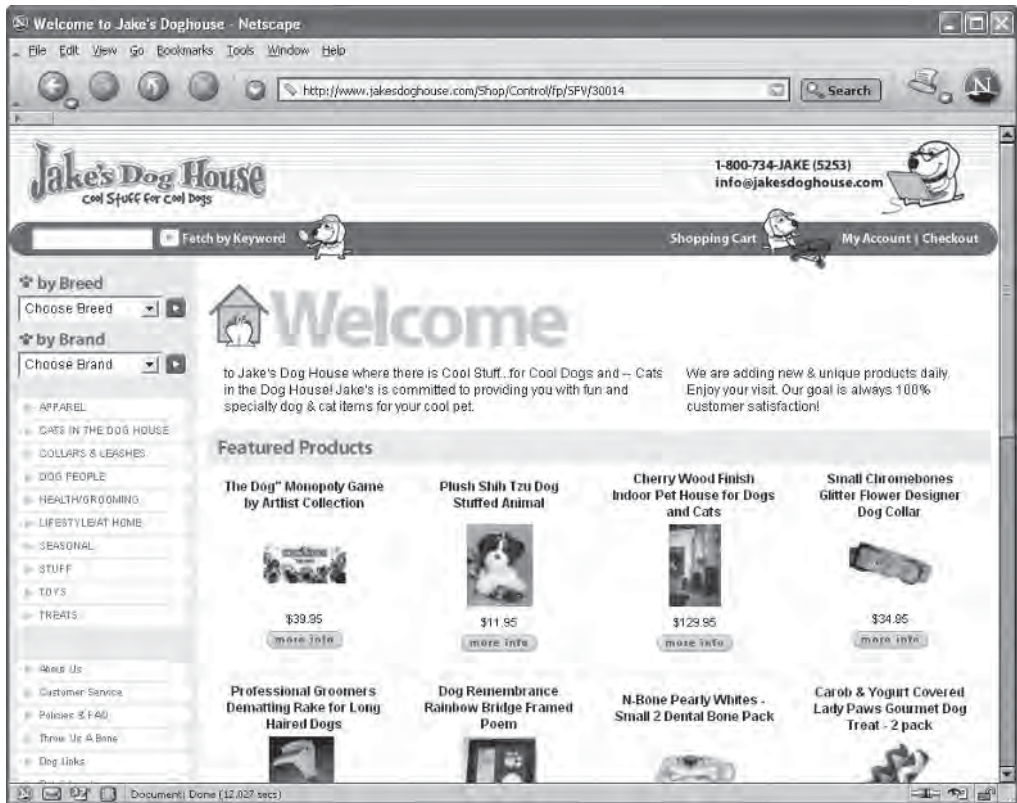 Welcome to Jake's Doghouse - Netscape
File Edit View Go Bookmarks Tools Window Help
http://www.jakesdoghouse.com/Shop/Control/fp/SFV/30014
Search
N
Jake's Dog House
Cool Stuff For Cool Dogs
1-800-734-JAKE (5253)
info@jakesdoghouse.com
Fetch by Keyword
Shopping Cart
My Account | Checkout
by Breed
Choose Breed
by Brand
Choose Brand
APPAREL
CATS IN THE DOG HOUSE
COLLARS & LEASHES
DOG PEOPLE
HEALTH/GROOMING
LIFESTYLE/AT HOME
SEASONAL
STUFF
TOYS
TREATS
About Us
Customer Service
Policies & FAQ
Throw Us A Bone
Dog Links
Welcome
to Jake's Dog House where there is Cool Stuff...for Cool Dogs and -- Cats
in the Dog House! Jake's is committed to providing you with fun and
specialty dog & cat items for your cool pet.
We are adding new & unique products daily.
Enjoy your visit. Our goal is always 100%
customer satisfaction!
Featured Products
The Dog" Monopoly Game
by Artlist Collection
$39.95
more info
Plush Shih Tzu Dog
Stuffed Animal
$11.95
more info
Cherry Wood Finish
Indoor Pet House for Dogs
and Cats
$129.95
more info
Small Chromebones
Glitter Flower Designer
Dog Collar
$34.95
more info
Professional Groomers
Dematting Rake for Long
Haired Dogs
Dog Remembrance
Rainbow Bridge Framed
Poem
N-Bone Pearly Whites -
Small 2 Dental Bone Pack
Carob & Yogurt Covered
Lady Paws Gourmet Dog
Treat - 2 pack
Document: Done (12.027 secs)